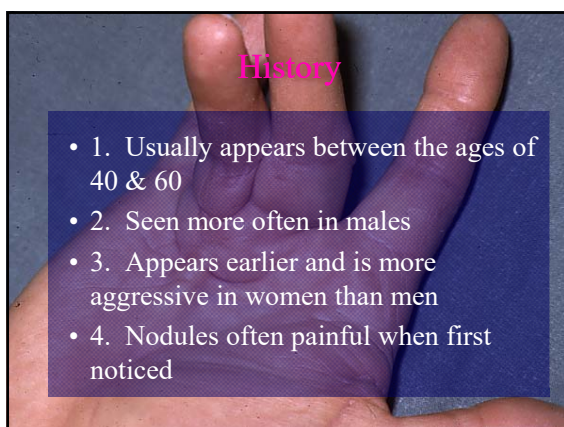 History
• 1. Usually appears between the ages of
40 & 60
• 2. Seen more often in males
• 3. Appears earlier and is more
aggressive in women than men
• 4. Nodules often painful when first
noticed